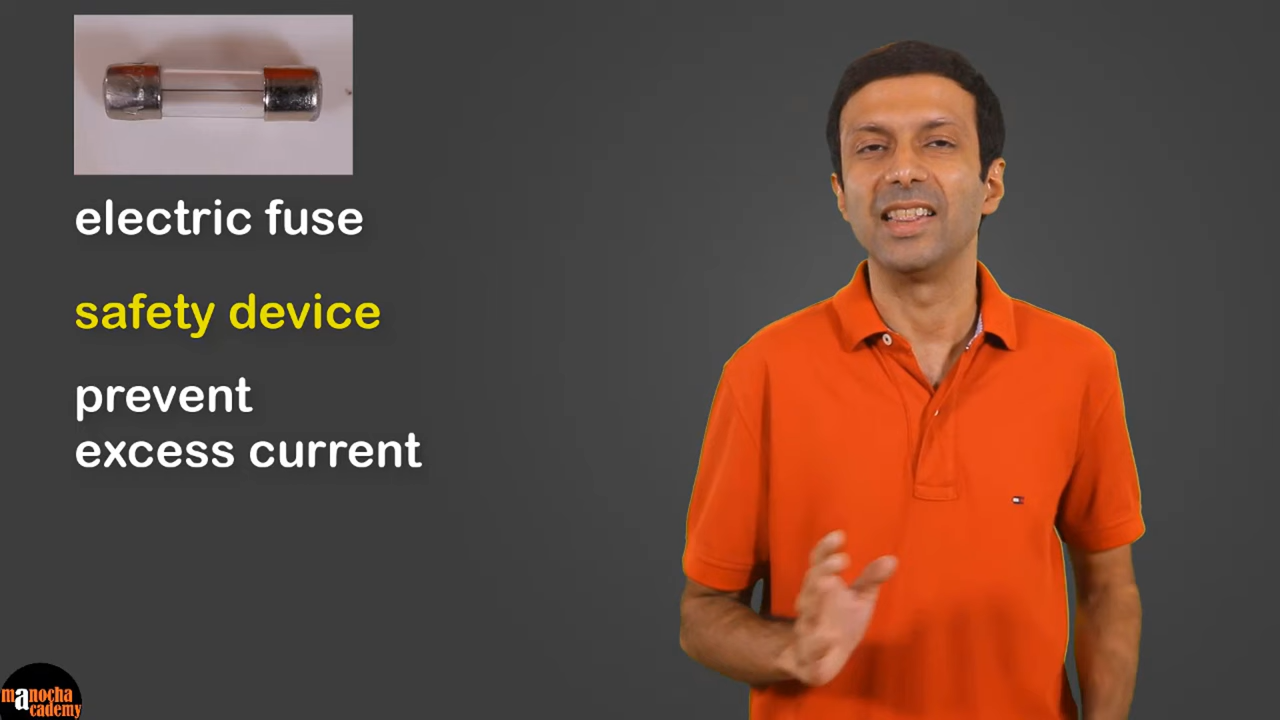 electric fuse
safety device
prevent
excess current
manocha
academy